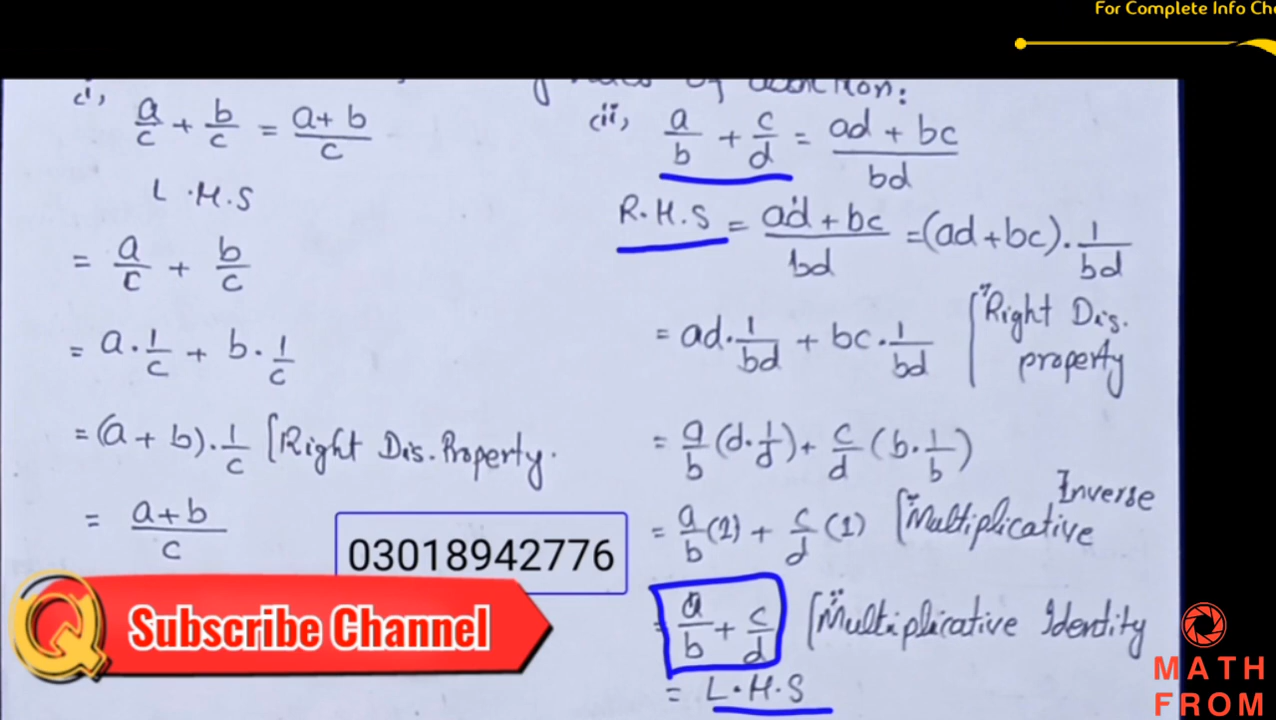 For Complete Info
of addition:
(i), a/c + b/c = a+b/c
L.H.S
= a/c + b/c
= a.1/c + b.1/c
= (a + b).1/c [Right Dis. Property.
= a+b/c
(ii), a/b + c/d = ad + bc/bd
R.H.S = ad + bc/bd = (ad + bc).1/bd
= ad.1/bd + bc.1/bd [∵ Right Dis. property
= a/b (d.1/d) + c/d (b.1/b)
= a/b (1) + c/d (1) [∵ Multiplicative Inverse
= a/b + c/d [∵ Multiplicative Identity
= L.H.S
03018942776
Subscribe Channel
MATH
FROM